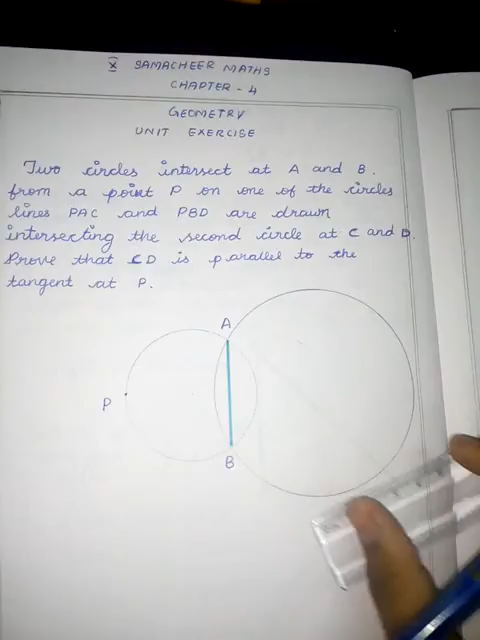 X SAMACHEER MATHS
CHAPTER - 4
GEOMETRY
UNIT EXERCISE
Two circles intersect at A and B.
from a point P on one of the circles
lines PAC and PBD are drawn
intersecting the second circle at C and D.
Prove that CD is parallel to the
tangent at P.
A
P
B